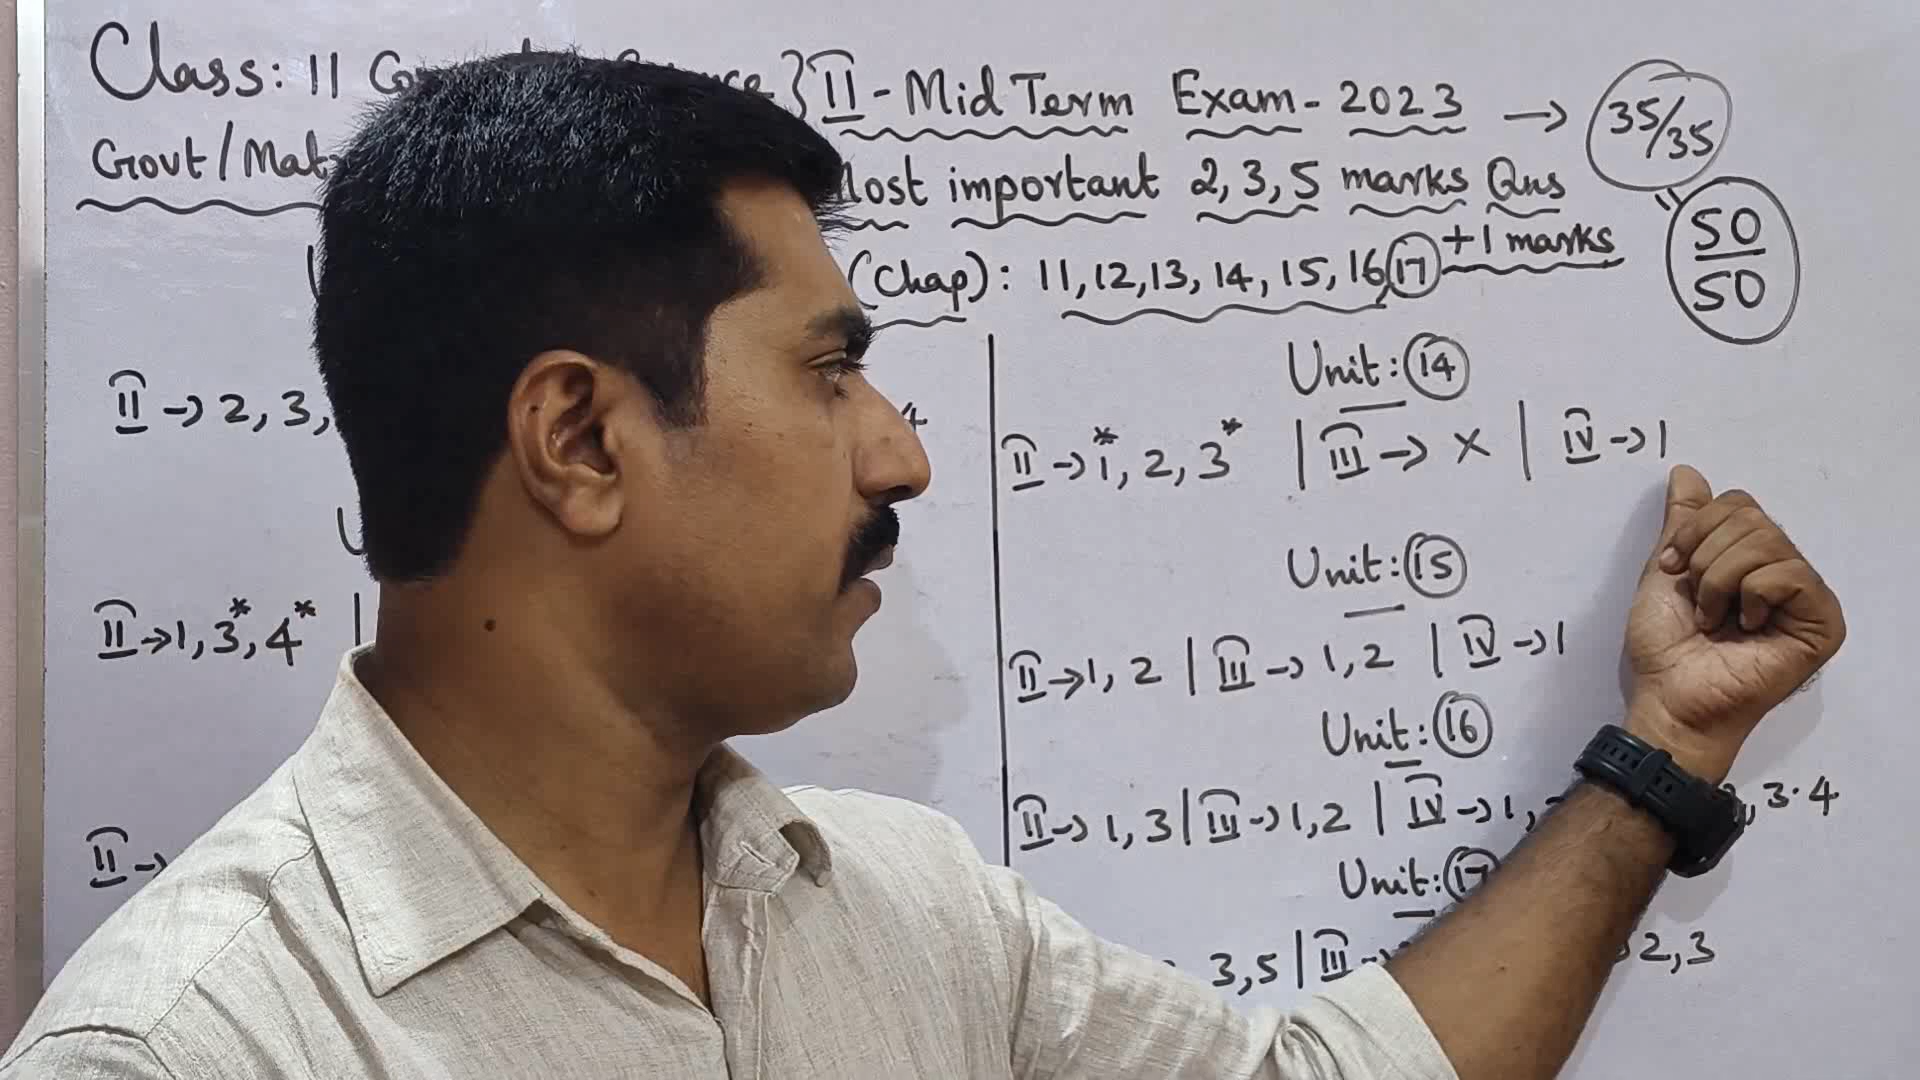 Class: 11 } II - Mid Term Exam - 2023 → 35/35
Govt / Most important 2, 3, 5 marks Qns
50/50
(Chap): 11, 12, 13, 14, 15, 16, 17 +1 marks
II → 2, 3,
4
II → 1, 3*, 4* |
II →
Unit: 14
II → 1*, 2, 3* | III → X | IV → 1
Unit: 15
II → 1, 2 | III → 1, 2 | IV → 1
Unit: 16
II → 1, 3 | III → 1, 2 | IV → 1, 3. 4
Unit: 17
3, 5 | III → 2, 3